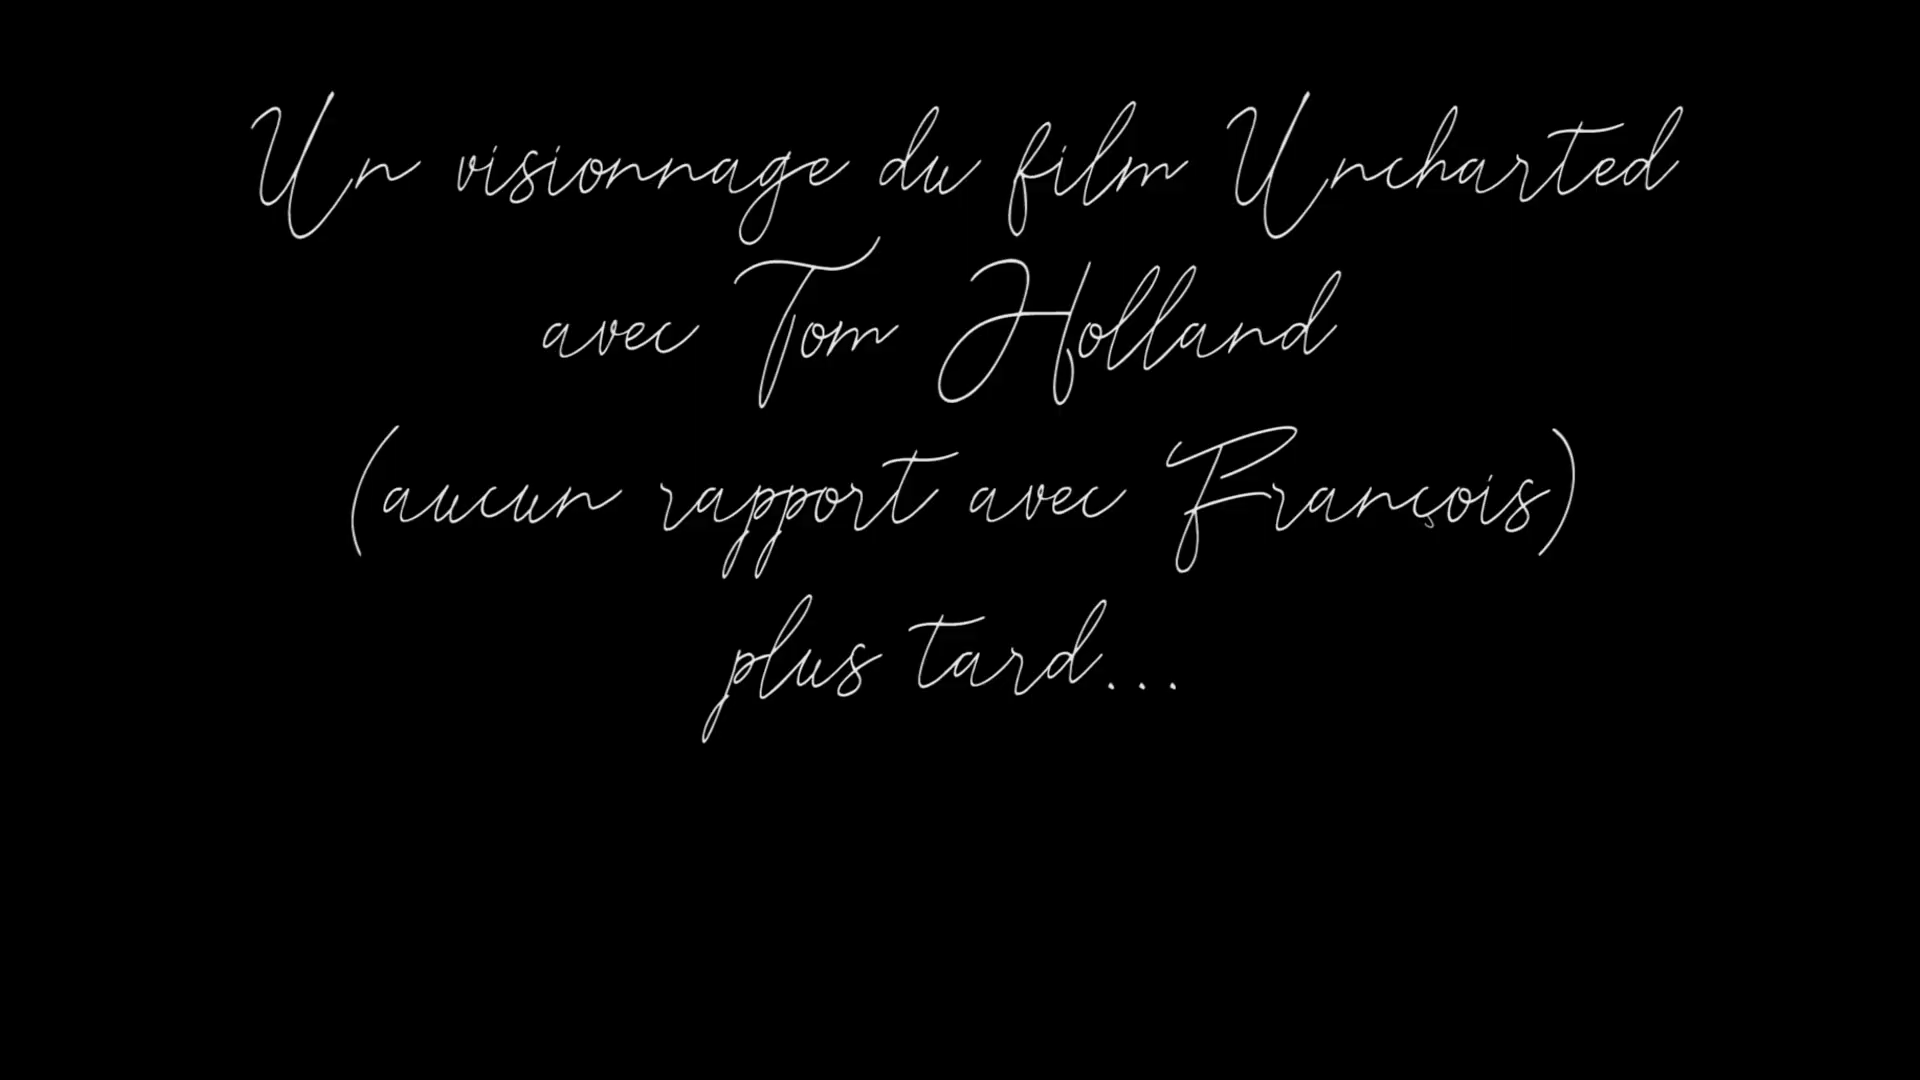 Un visionnage du film Uncharted
avec Tom Holland
(aucun rapport avec François)
plus tard...